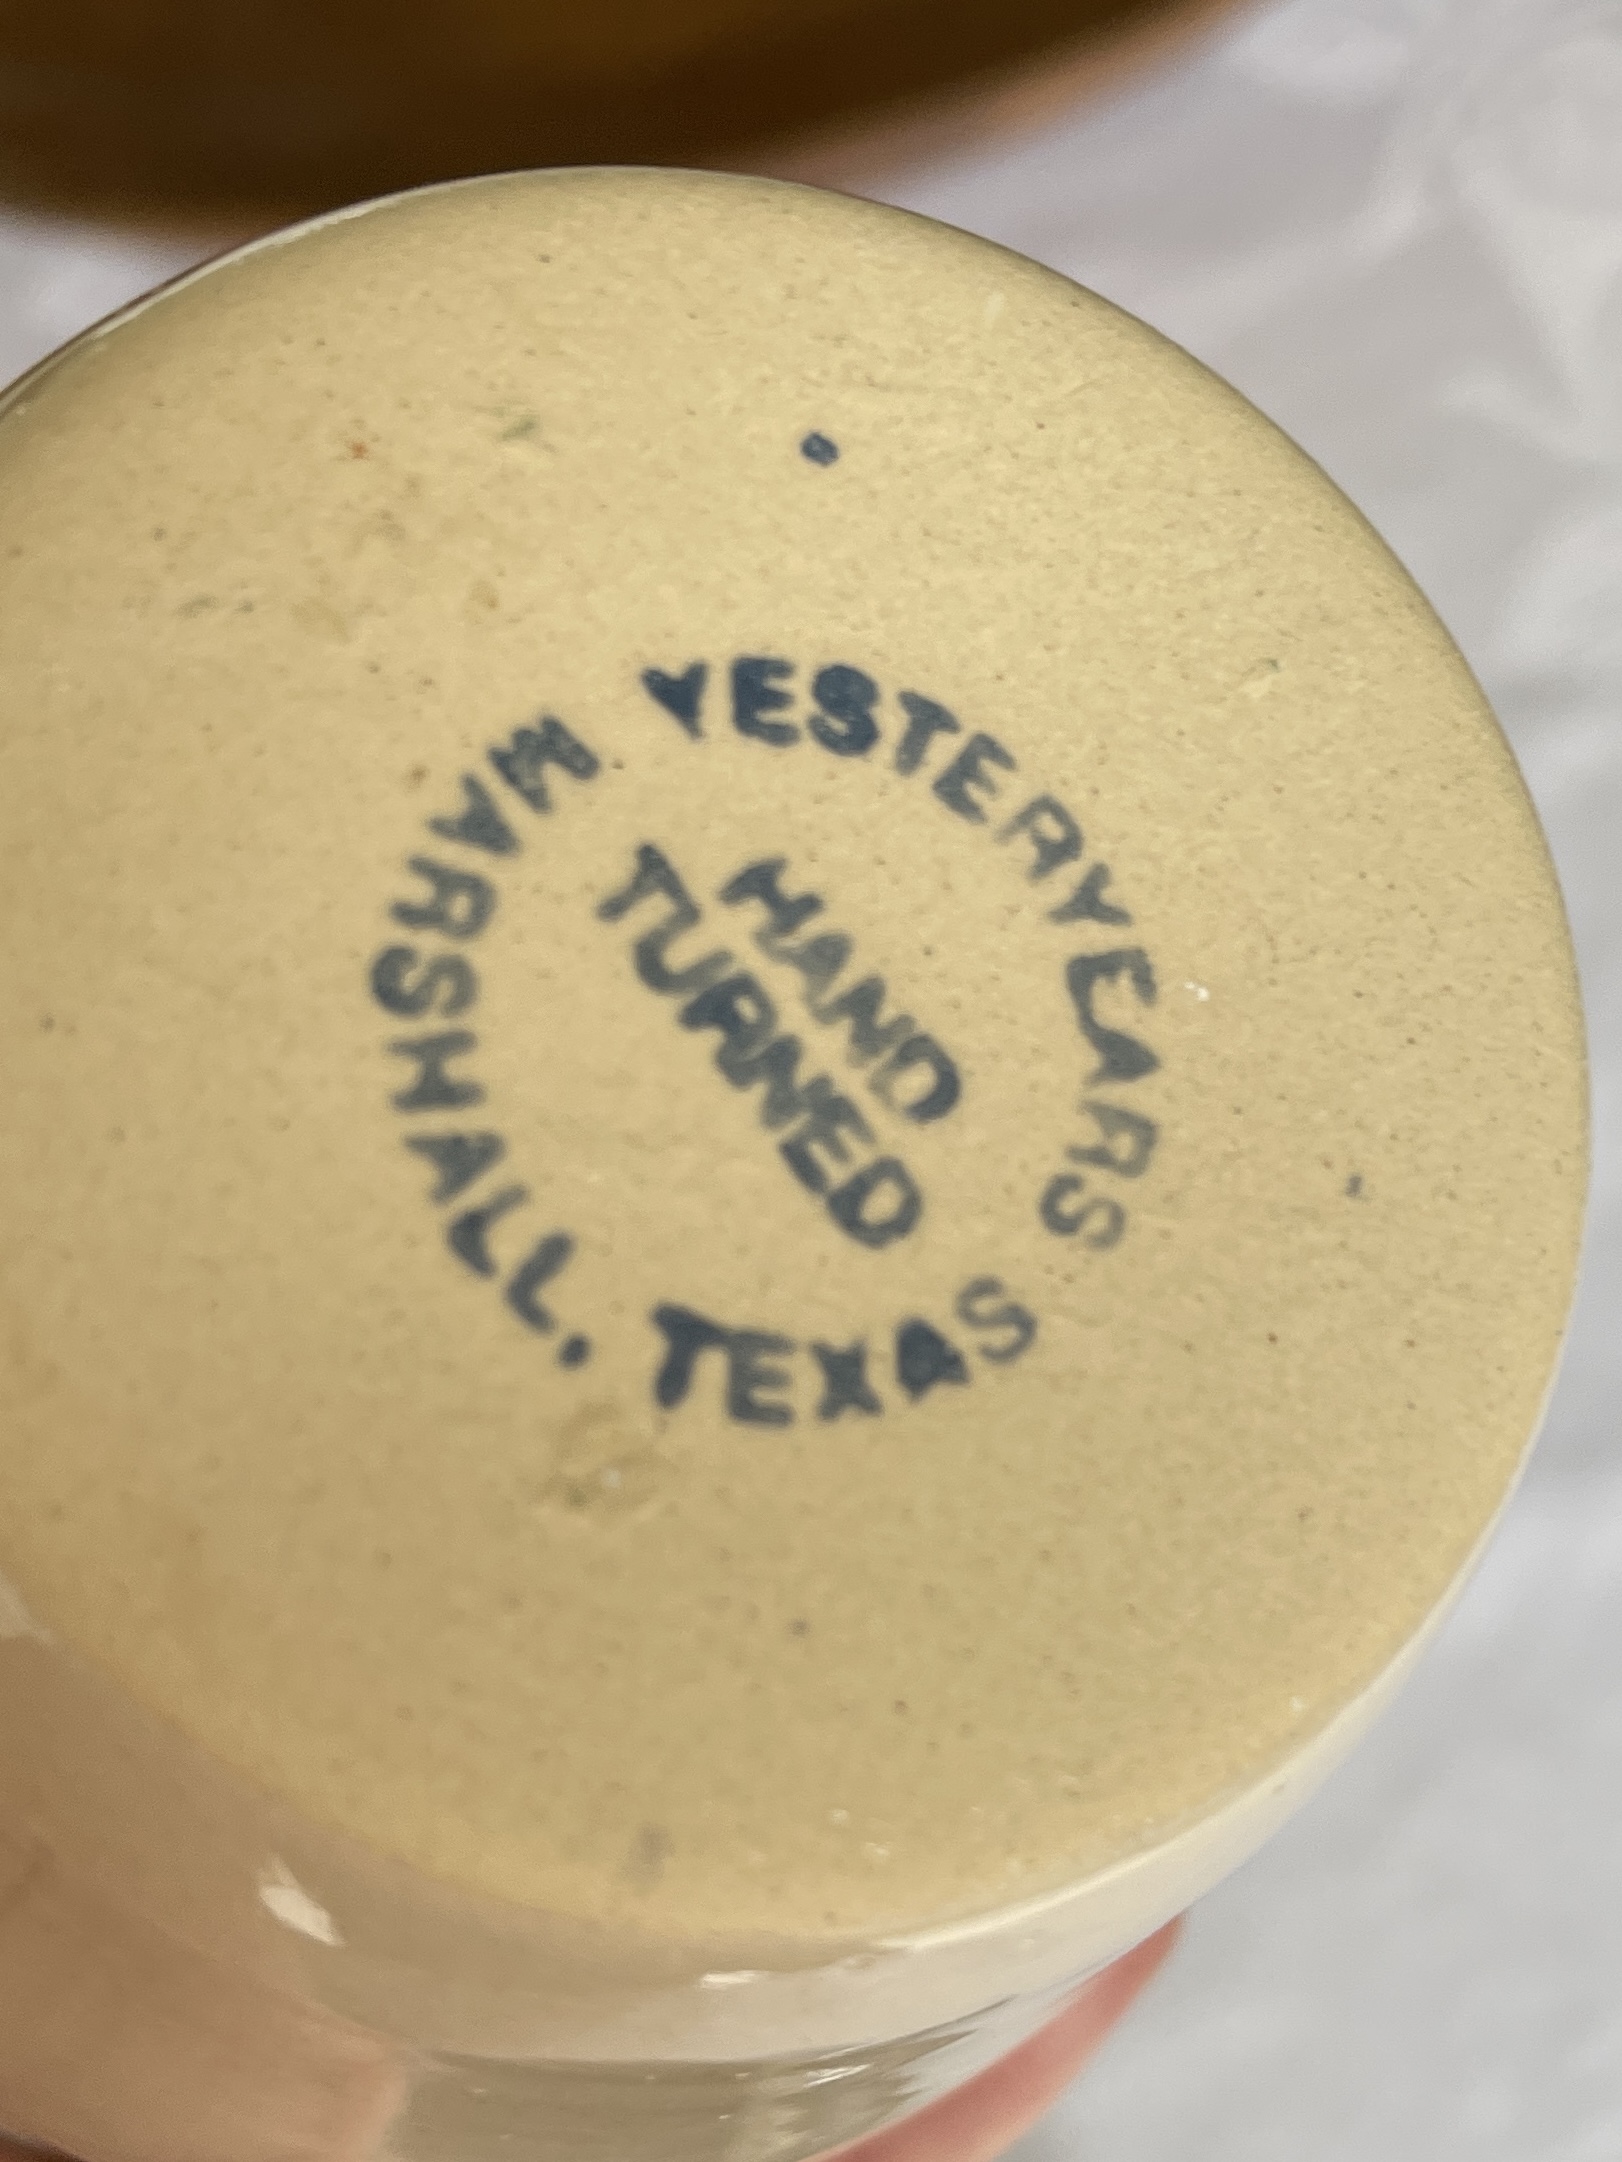 YESTERYEARS
HAND
TURNED
MARSHALL, TEXAS